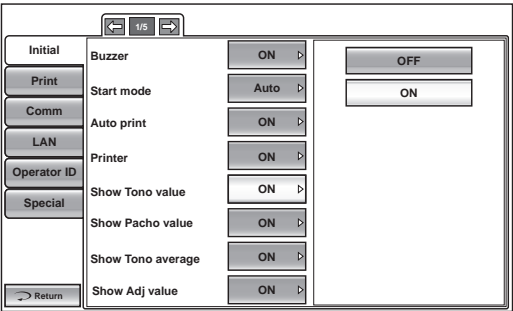 1/5
Initial
Print
Comm
LAN
Operator ID
Special
Return
Buzzer ON
Start mode Auto
Auto print ON
Printer ON
Show Tono value ON
Show Pacho value ON
Show Tono average ON
Show Adj value ON
OFF
ON